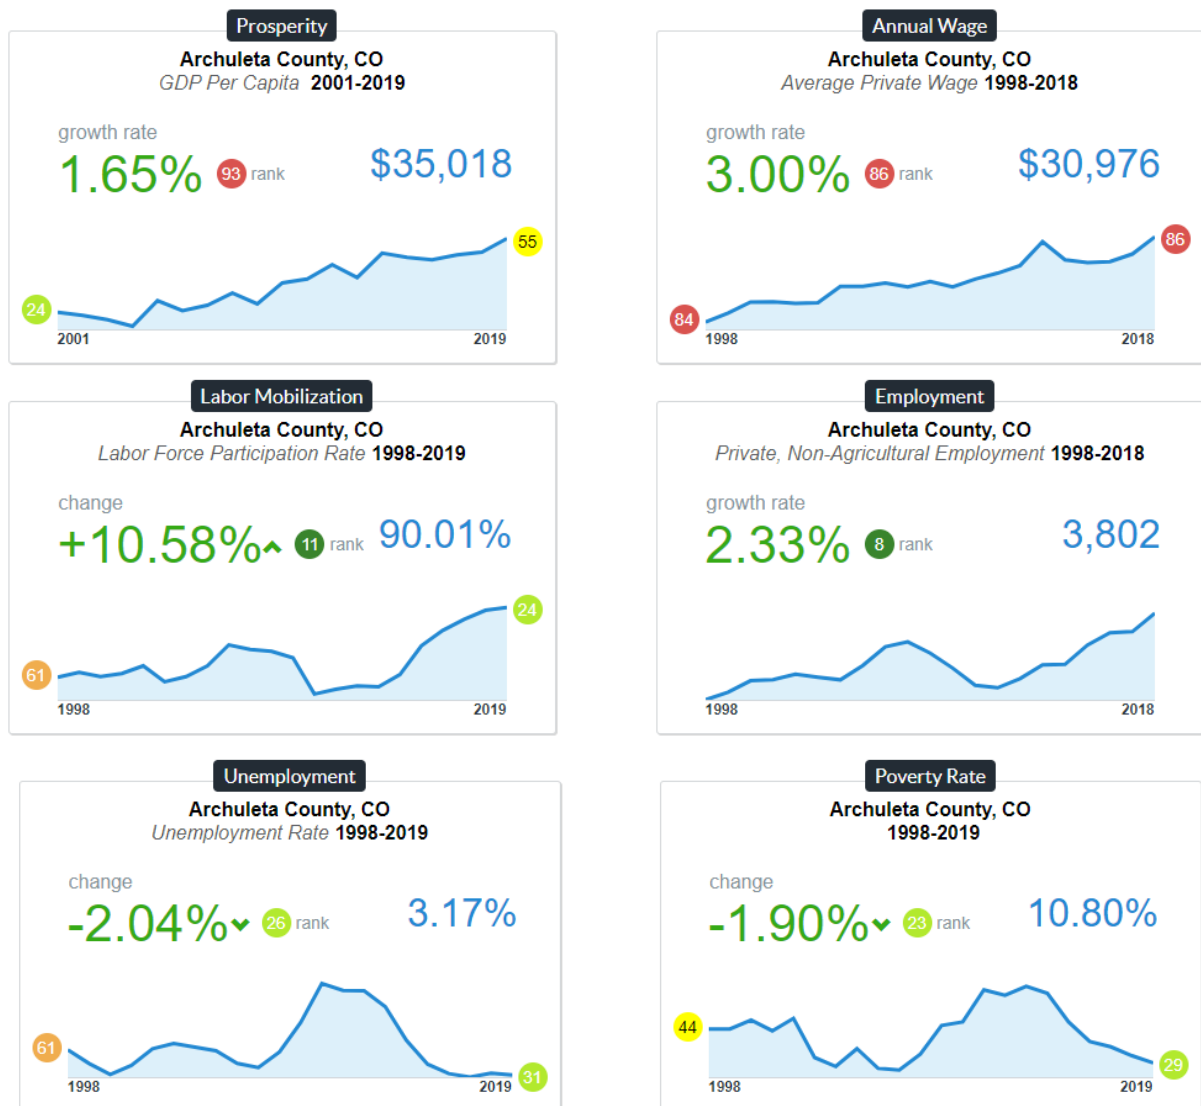 Prosperity
Archuleta County, CO
GDP Per Capita 2001-2019
growth rate
1.65% 93 rank $35,018
55
24
2001 2019
Annual Wage
Archuleta County, CO
Average Private Wage 1998-2018
growth rate
3.00% 86 rank $30,976
86
84
1998 2018
Labor Mobilization
Archuleta County, CO
Labor Force Participation Rate 1998-2019
change
+10.58% 11 rank 90.01%
24
61
1998 2019
Employment
Archuleta County, CO
Private, Non-Agricultural Employment 1998-2018
growth rate
2.33% 8 rank 3,802
1998 2018
Unemployment
Archuleta County, CO
Unemployment Rate 1998-2019
change
-2.04% 26 rank 3.17%
61
31
1998 2019
Poverty Rate
Archuleta County, CO
1998-2019
change
-1.90% 23 rank 10.80%
44
29
1998 2019